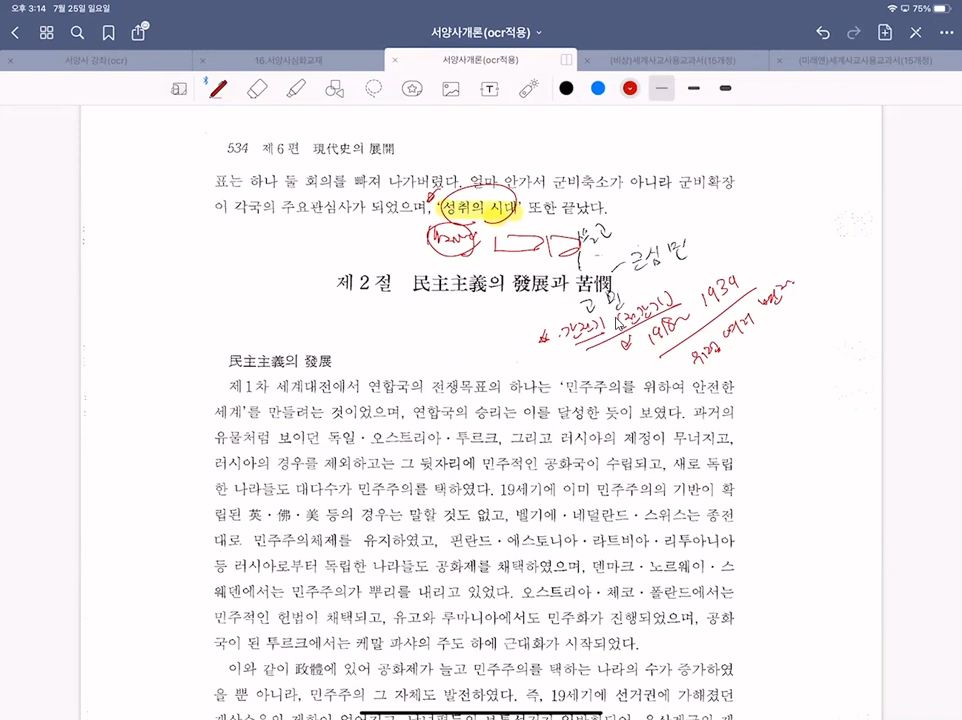 오후 3:14 7월 25일 일요일
75%
서양사개론(ocr적용)
서양사 강좌(ocr)
16.서양사심화교재
서양사개론(ocr적용)
(비상)세계사교사용교과서(15개정)
(미래엔)세계사교사용교과서(15개정)
534 제6편 現代史의 展開
표는 하나 둘 회의를 빠져 나가버렸다. 얼마 안가서 군비축소가 아니라 군비확장
이 각국의 주요관심사가 되었으며, '성취의 시대' 또한 끝났다.
근심 민
제 2 절 民主主義의 發展과 苦憫
고 민
간전기 (전간기) 1918~ 1939
民主主義의 發展
제 1 차 세계대전에서 연합국의 전쟁목표의 하나는 '민주주의를 위하여 안전한
세계'를 만들려는 것이었으며, 연합국의 승리는 이를 달성한 듯이 보였다. 과거의
유물처럼 보이던 독일·오스트리아·투르크, 그리고 러시아의 제정이 무너지고,
러시아의 경우를 제외하고는 그 뒷자리에 민주적인 공화국이 수립되고, 새로 독립
한 나라들도 대다수가 민주주의를 택하였다. 19세기에 이미 민주주의의 기반이 확
립된 英·佛·美 등의 경우는 말할 것도 없고, 벨기에·네덜란드·스위스는 종전
대로 민주주의체제를 유지하였고, 핀란드·에스토니아·라트비아·리투아니아
등 러시아로부터 독립한 나라들도 공화제를 채택하였으며, 덴마크·노르웨이·스
웨덴에서는 민주주의가 뿌리를 내리고 있었다. 오스트리아·체코·폴란드에서는
민주적인 헌법이 채택되고, 유고와 루마니아에서도 민주화가 진행되었으며, 공화
국이 된 투르크에서는 케말 파샤의 주도 하에 근대화가 시작되었다.
이와 같이 政體에 있어 공화제가 늘고 민주주의를 택하는 나라의 수가 증가하였
을 뿐 아니라, 민주주의 그 자체도 발전하였다. 즉, 19세기에 선거권에 가해졌던